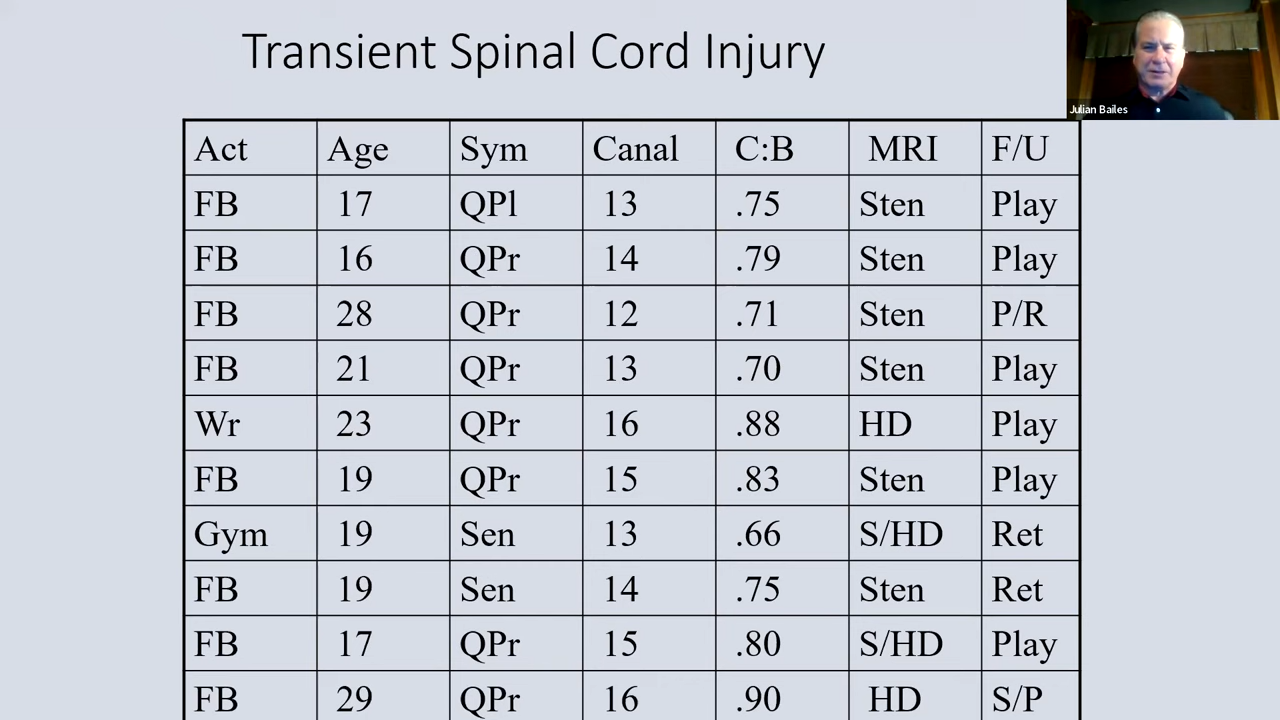 Transient Spinal Cord Injury
Julian Bailes
Act Age Sym Canal C:B MRI F/U
FB 17 QPl 13 .75 Sten Play
FB 16 QPr 14 .79 Sten Play
FB 28 QPr 12 .71 Sten P/R
FB 21 QPr 13 .70 Sten Play
Wr 23 QPr 16 .88 HD Play
FB 19 QPr 15 .83 Sten Play
Gym 19 Sen 13 .66 S/HD Ret
FB 19 Sen 14 .75 Sten Ret
FB 17 QPr 15 .80 S/HD Play
FB 29 QPr 16 .90 HD S/P